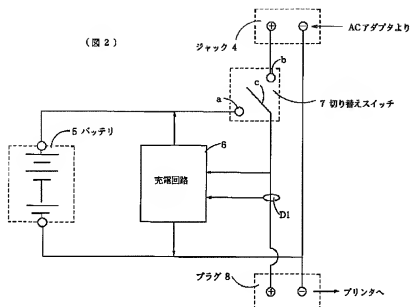 (図2)
ジャック 4
⊕ ⊖
ACアダプタより
b
c
a
7 切り替えスイッチ
5 バッテリ
6
充電回路
D1
プラグ 8
⊕ ⊖
プリンタへ